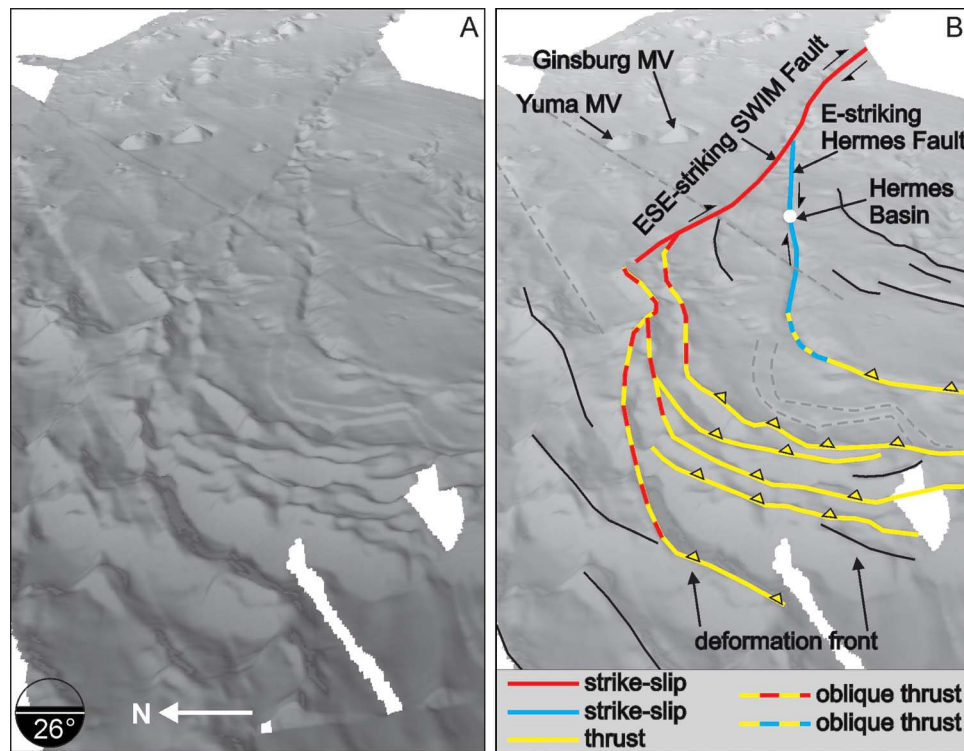 A
26°
N
B
Ginsburg MV
Yuma MV
ESE-striking SWIM Fault
E-striking
Hermes Fault
Hermes
Basin
deformation front
strike-slip
strike-slip
thrust
oblique thrust
oblique thrust